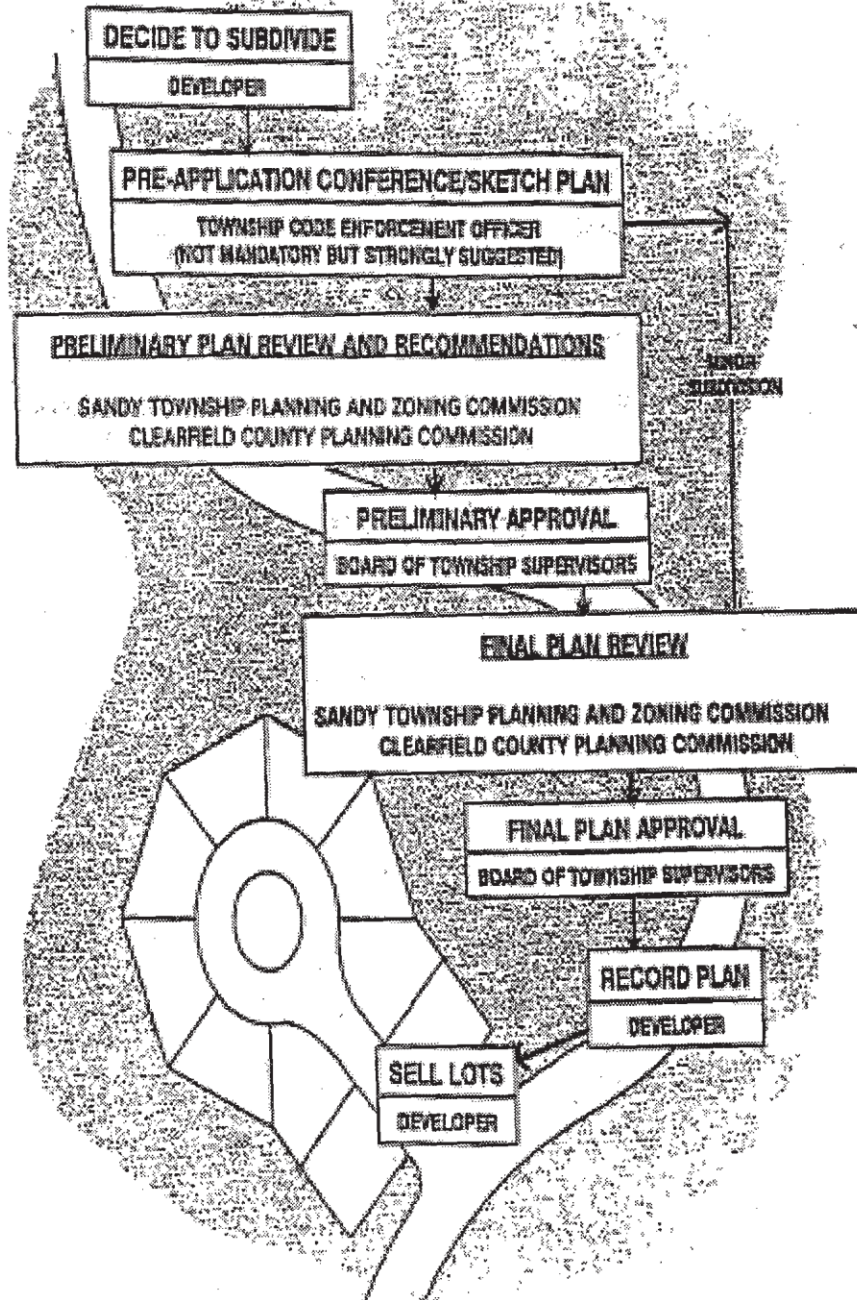 DECIDE TO SUBDIVIDE
DEVELOPER
PRE-APPLICATION CONFERENCE/SKETCH PLAN
TOWNSHIP CODE ENFORCEMENT OFFICER
(NOT MANDATORY BUT STRONGLY SUGGESTED)
PRELIMINARY PLAN REVIEW AND RECOMMENDATIONS
SANDY TOWNSHIP PLANNING AND ZONING COMMISSION
CLEARFIELD COUNTY PLANNING COMMISSION
MINOR
SUBDIVISION
PRELIMINARY APPROVAL
BOARD OF TOWNSHIP SUPERVISORS
FINAL PLAN REVIEW
SANDY TOWNSHIP PLANNING AND ZONING COMMISSION
CLEARFIELD COUNTY PLANNING COMMISSION
FINAL PLAN APPROVAL
BOARD OF TOWNSHIP SUPERVISORS
RECORD PLAN
DEVELOPER
SELL LOTS
DEVELOPER